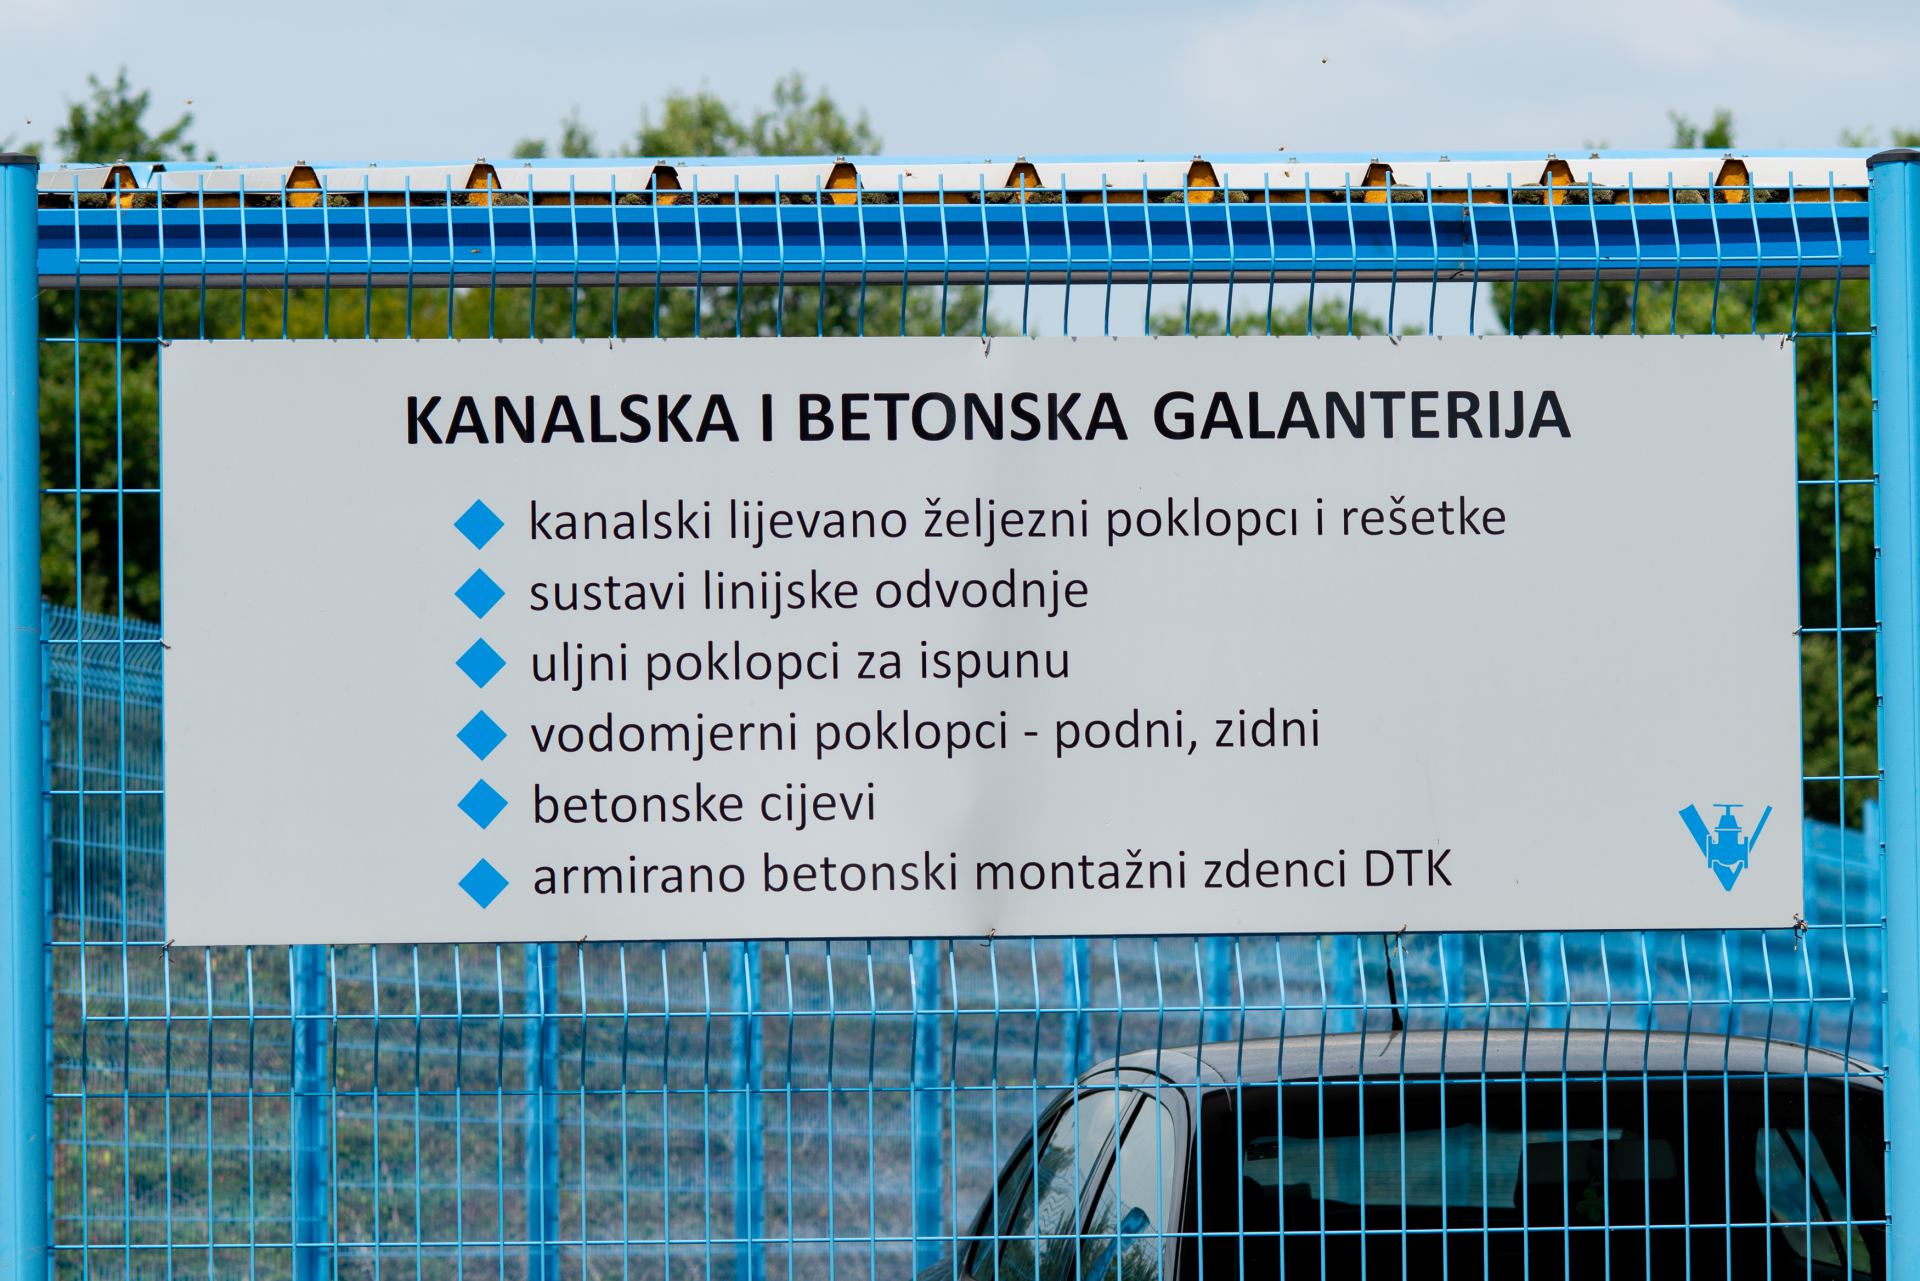 KANALSKA I BETONSKA GALANTERIJA
kanalski lijevano željezni poklopcı i rešetke
sustavi linijske odvodnje
uljni poklopci za ispunu
vodomjerni poklopci - podni, zidni
betonske cijevi
armirano betonski montažni zdenci DTK